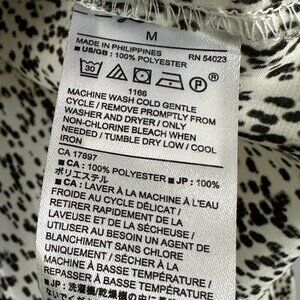 M
MADE IN PHILIPPINES RN 54023
■ US/GB : 100% POLYESTER
30
1166
MACHINE WASH COLD GENTLE
CYCLE / REMOVE PROMPTLY FROM
WASHER AND DRYER / ONLY
NON-CHLORINE BLEACH WHEN
NEEDED / TUMBLE DRY LOW / COOL
IRON
CA 17897
■ CA : 100% POLYESTER ■ JP : 100%
ポリエステル
■ CA : LAVER À LA MACHINE À L'EAU
FROIDE AU CYCLE DÉLICAT /
RETIRER RAPIDEMENT DE LA
LAVEUSE ET DE LA SÉCHEUSE /
UTILISER AU BESOIN UN AGENT DE
BLANCHIMENT SANS CHLORE
MACHINE À BASSE TEMPÉRATURE /
REPASSER À BASSE TEMPÉRATURE
■ JP :